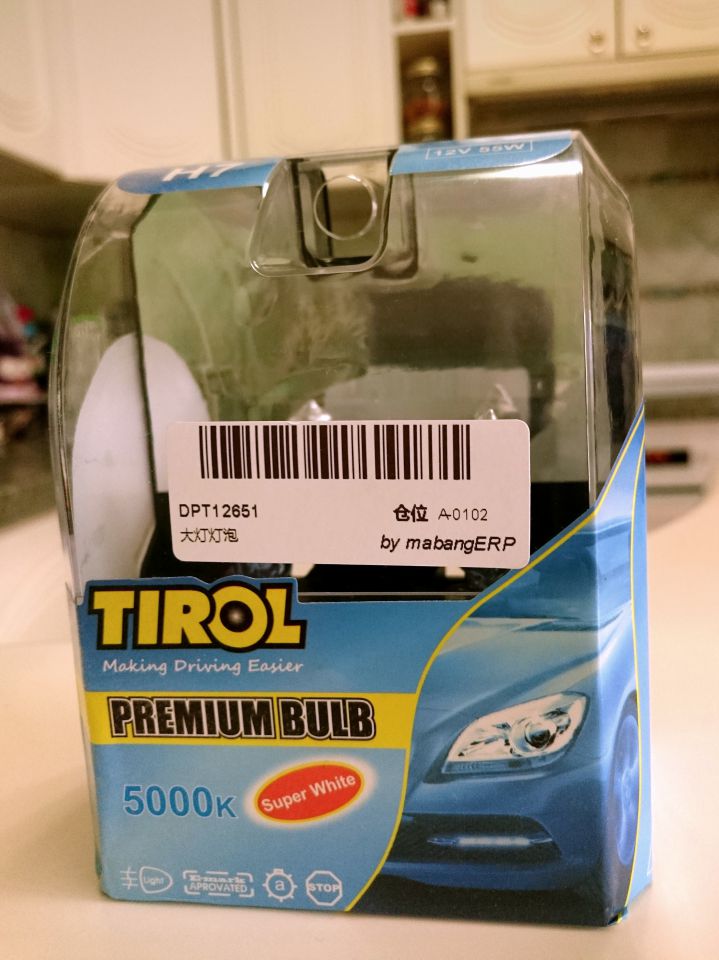 H7
12V 55W
DPT12651
仓位 A-0102
大灯灯泡
by mabangERP
TIROL
Making Driving Easier
PREMIUM BULB
5000K
Super White
Light
E-mark
APROVATED
a
STOP